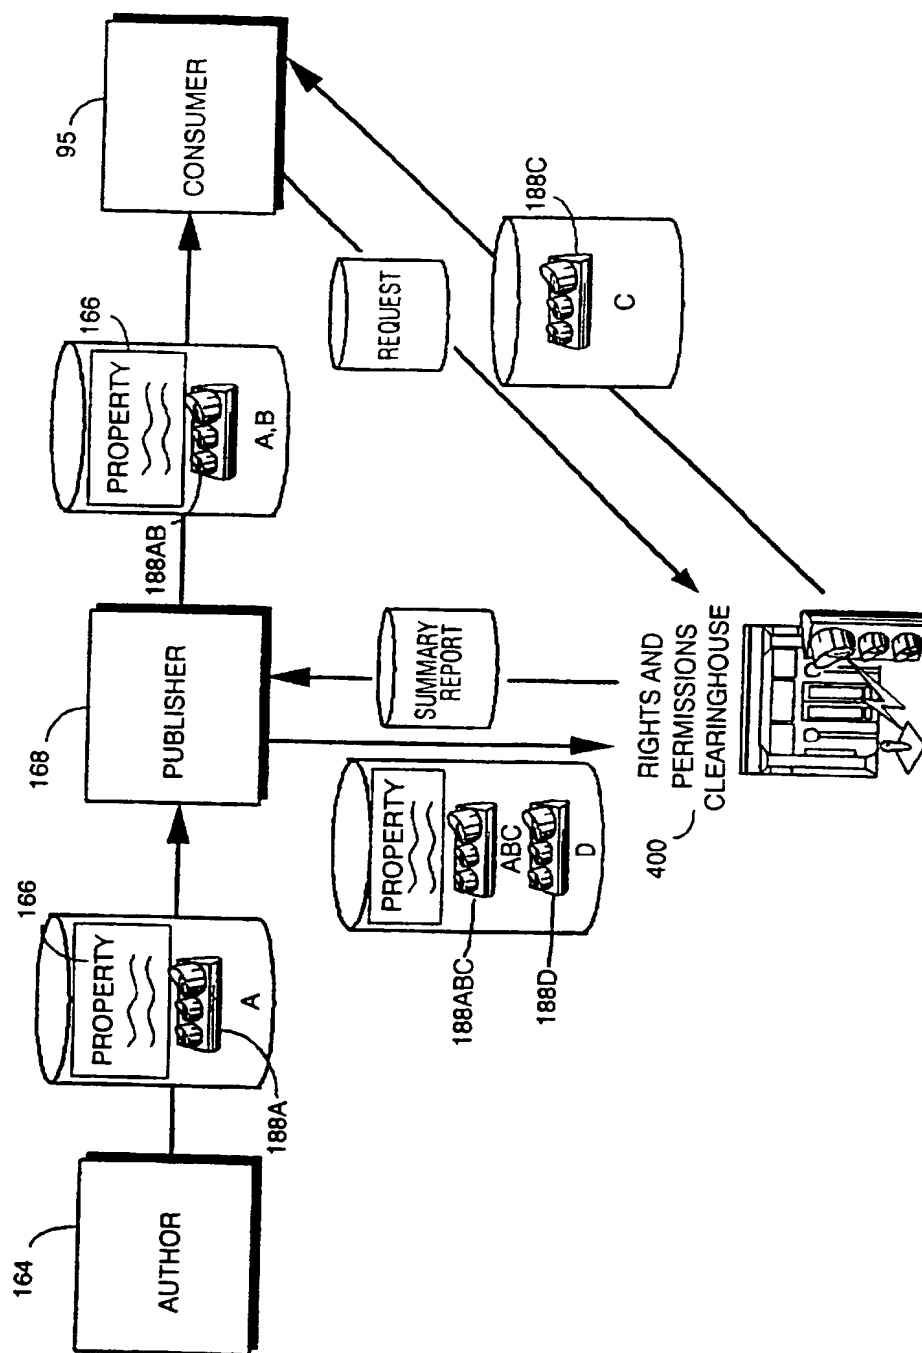 164
AUTHOR
166
PROPERTY
A
188A
168
PUBLISHER
166
PROPERTY
188AB
A,B
95
CONSUMER
PROPERTY
188ABC
ABC
188D
D
SUMMARY
REPORT
REQUEST
188C
C
400
RIGHTS AND
PERMISSIONS
CLEARINGHOUSE